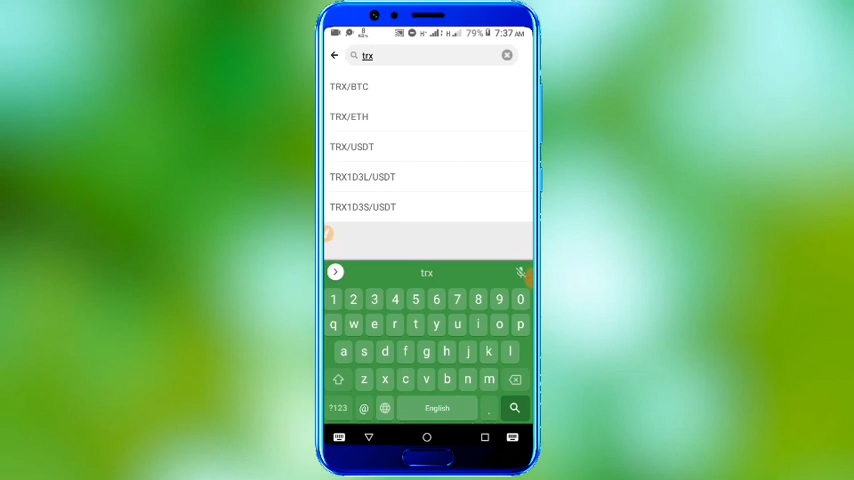 79% 7:37 AM
trx
TRX/BTC
TRX/ETH
TRX/USDT
TRX1D3L/USDT
TRX1D3S/USDT
trx
1 2 3 4 5 6 7 8 9 0
q w e r t y u i o p
a s d f g h j k l
z x c v b n m
?123 @ English .